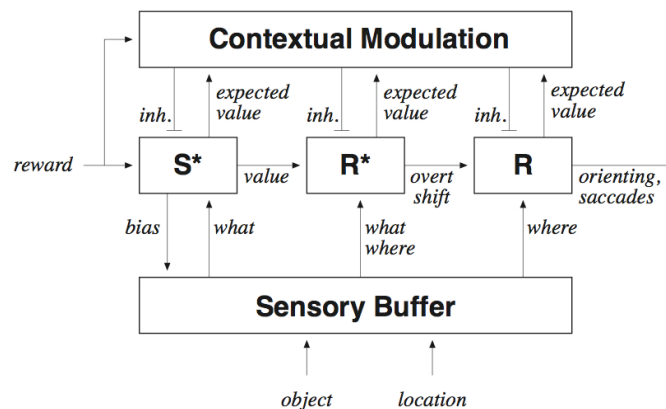 Contextual Modulation
inh.
expected
value
inh.
expected
value
inh.
expected
value
reward
S*
value
R*
overt
shift
R
orienting,
saccades
bias
what
what
where
where
Sensory Buffer
object
location